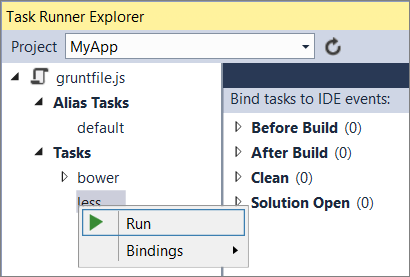 Task Runner Explorer
Project MyApp
gruntfile.js
Alias Tasks
default
Tasks
bower
less
Run
Bindings
Bind tasks to IDE events:
Before Build (0)
After Build (0)
Clean (0)
Solution Open (0)